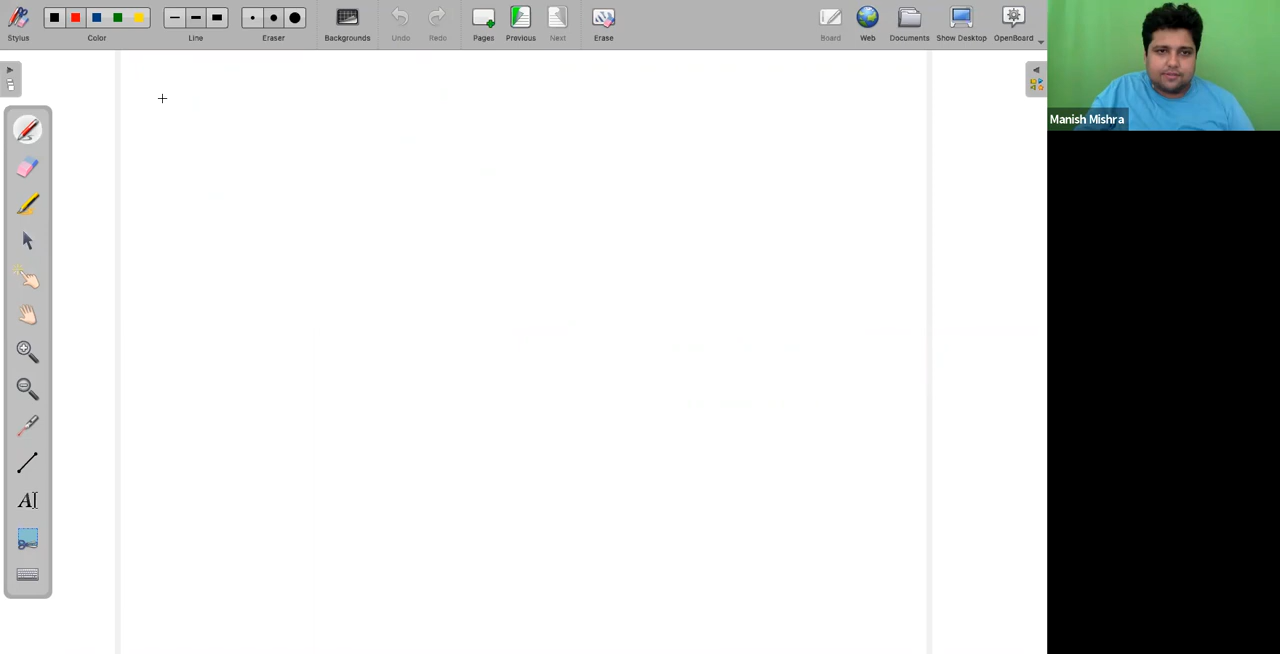 Stylus Color Line Eraser Backgrounds Undo Redo Pages Previous Next Erase Board Web Documents Show Desktop OpenBoard
Manish Mishra
AI